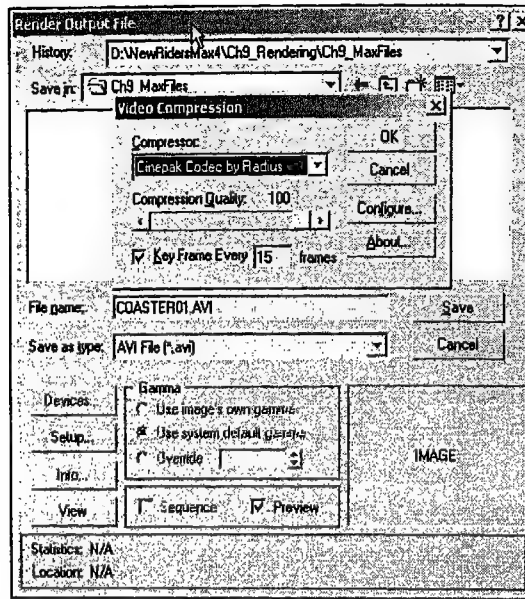 Render Output File
History: D:\NewRidersMax4\Ch9_Rendering\Ch9_MaxFiles
Save in: Ch9_MaxFiles
Video Compression
Compressor:
Cinepak Codec by Radius
OK
Cancel
Compression Quality: 100
Configure...
About...
Key Frame Every 15 frames
File name: COASTER01.AVI
Save
Save as type: AVI File (*.avi)
Cancel
Devices...
Setup...
Info...
View
Gamma
Use image's own gamma
Use system default gamma
Override
Sequence
Preview
IMAGE
Statistics: N/A
Location: N/A